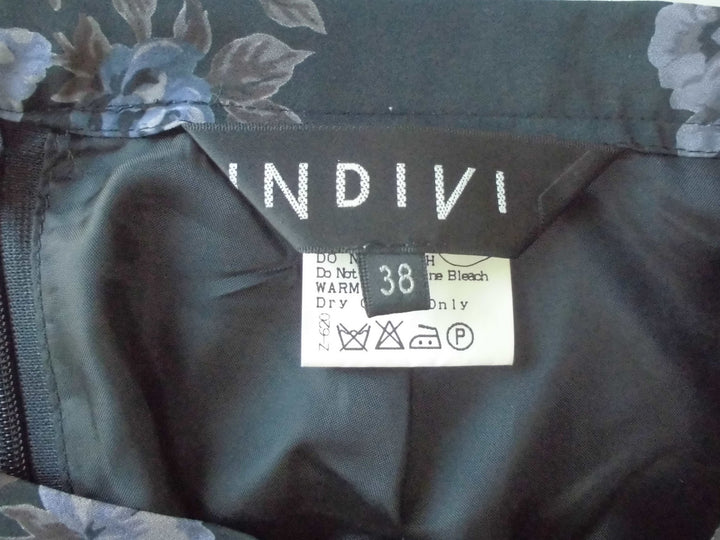 INDIVI
38
DO H
Do Not ne Bleach
WARM
Dry Only
Z-620
P